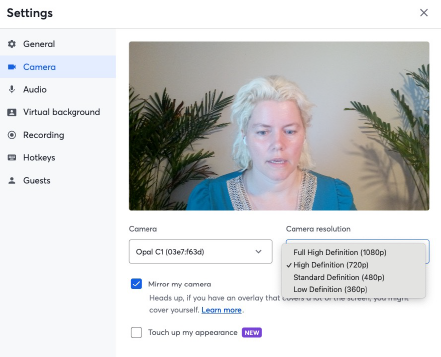 Settings
General
Camera
Audio
Virtual background
Recording
Hotkeys
Guests
Camera
Camera resolution
Opal C1 (03e7:f63d)
Full High Definition (1080p)
✓ High Definition (720p)
Standard Definition (480p)
Low Definition (360p)
Mirror my camera
Heads up, if you have an overlay that covers a lot of the screen, you might
cover yourself. Learn more.
Touch up my appearance NEW